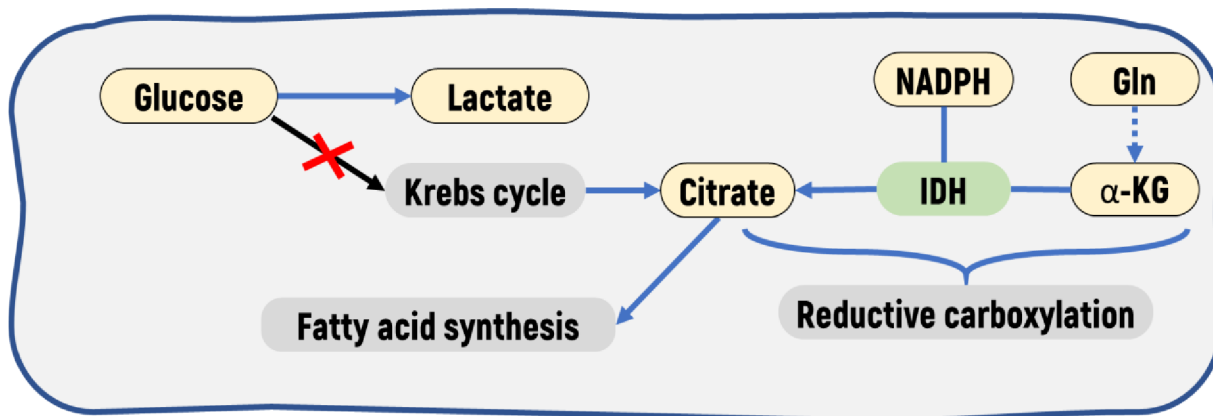 Glucose
Lactate
NADPH
Gln
Krebs cycle
Citrate
IDH
α-KG
Fatty acid synthesis
Reductive carboxylation